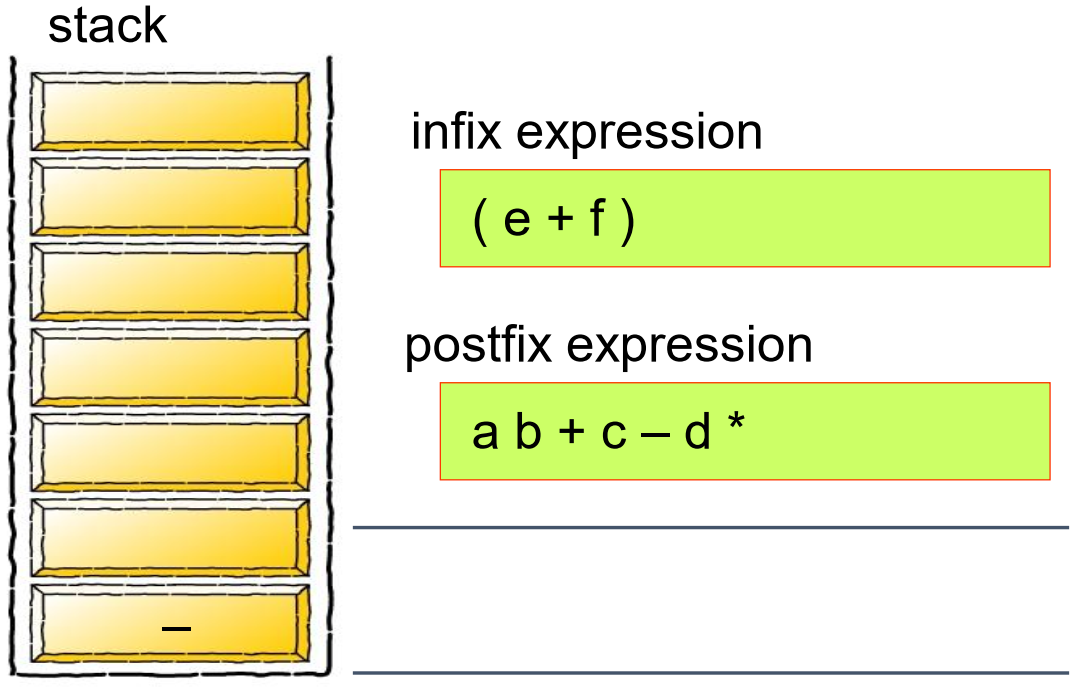 stack
infix expression
( e + f )
postfix expression
a b + c – d *
–